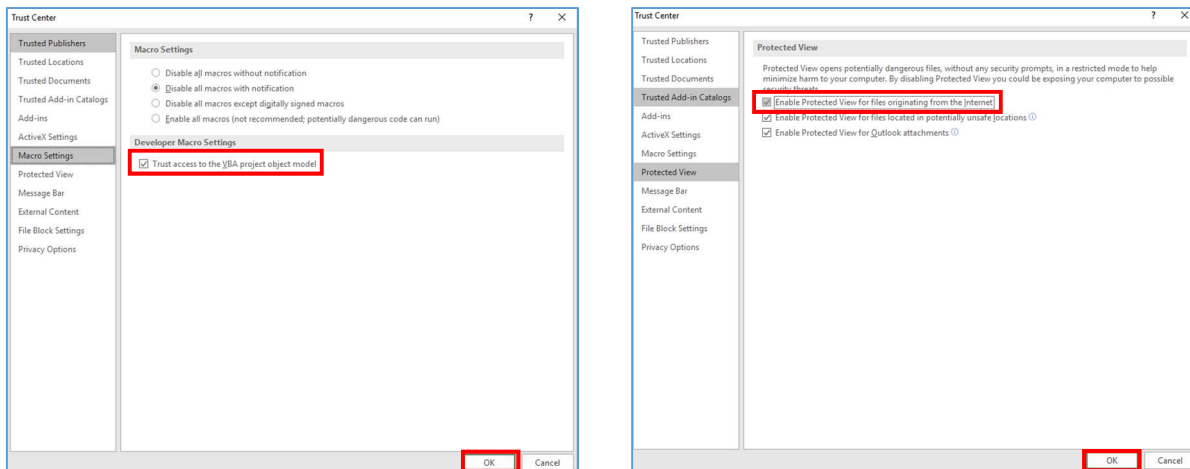 Trust Center ? X
Trusted Publishers
Trusted Locations
Trusted Documents
Trusted Add-in Catalogs
Add-ins
ActiveX Settings
Macro Settings
Protected View
Message Bar
External Content
File Block Settings
Privacy Options
Macro Settings
Disable all macros without notification
Disable all macros with notification
Disable all macros except digitally signed macros
Enable all macros (not recommended; potentially dangerous code can run)
Developer Macro Settings
Trust access to the VBA project object model
OK Cancel
Trust Center ? X
Trusted Publishers
Trusted Locations
Trusted Documents
Trusted Add-in Catalogs
Add-ins
ActiveX Settings
Macro Settings
Protected View
Message Bar
External Content
File Block Settings
Privacy Options
Protected View
Protected View opens potentially dangerous files, without any security prompts, in a restricted mode to help
minimize harm to your computer. By disabling Protected View you could be exposing your computer to possible
security threats.
Enable Protected View for files originating from the Internet
Enable Protected View for files located in potentially unsafe locations
Enable Protected View for Outlook attachments
OK Cancel